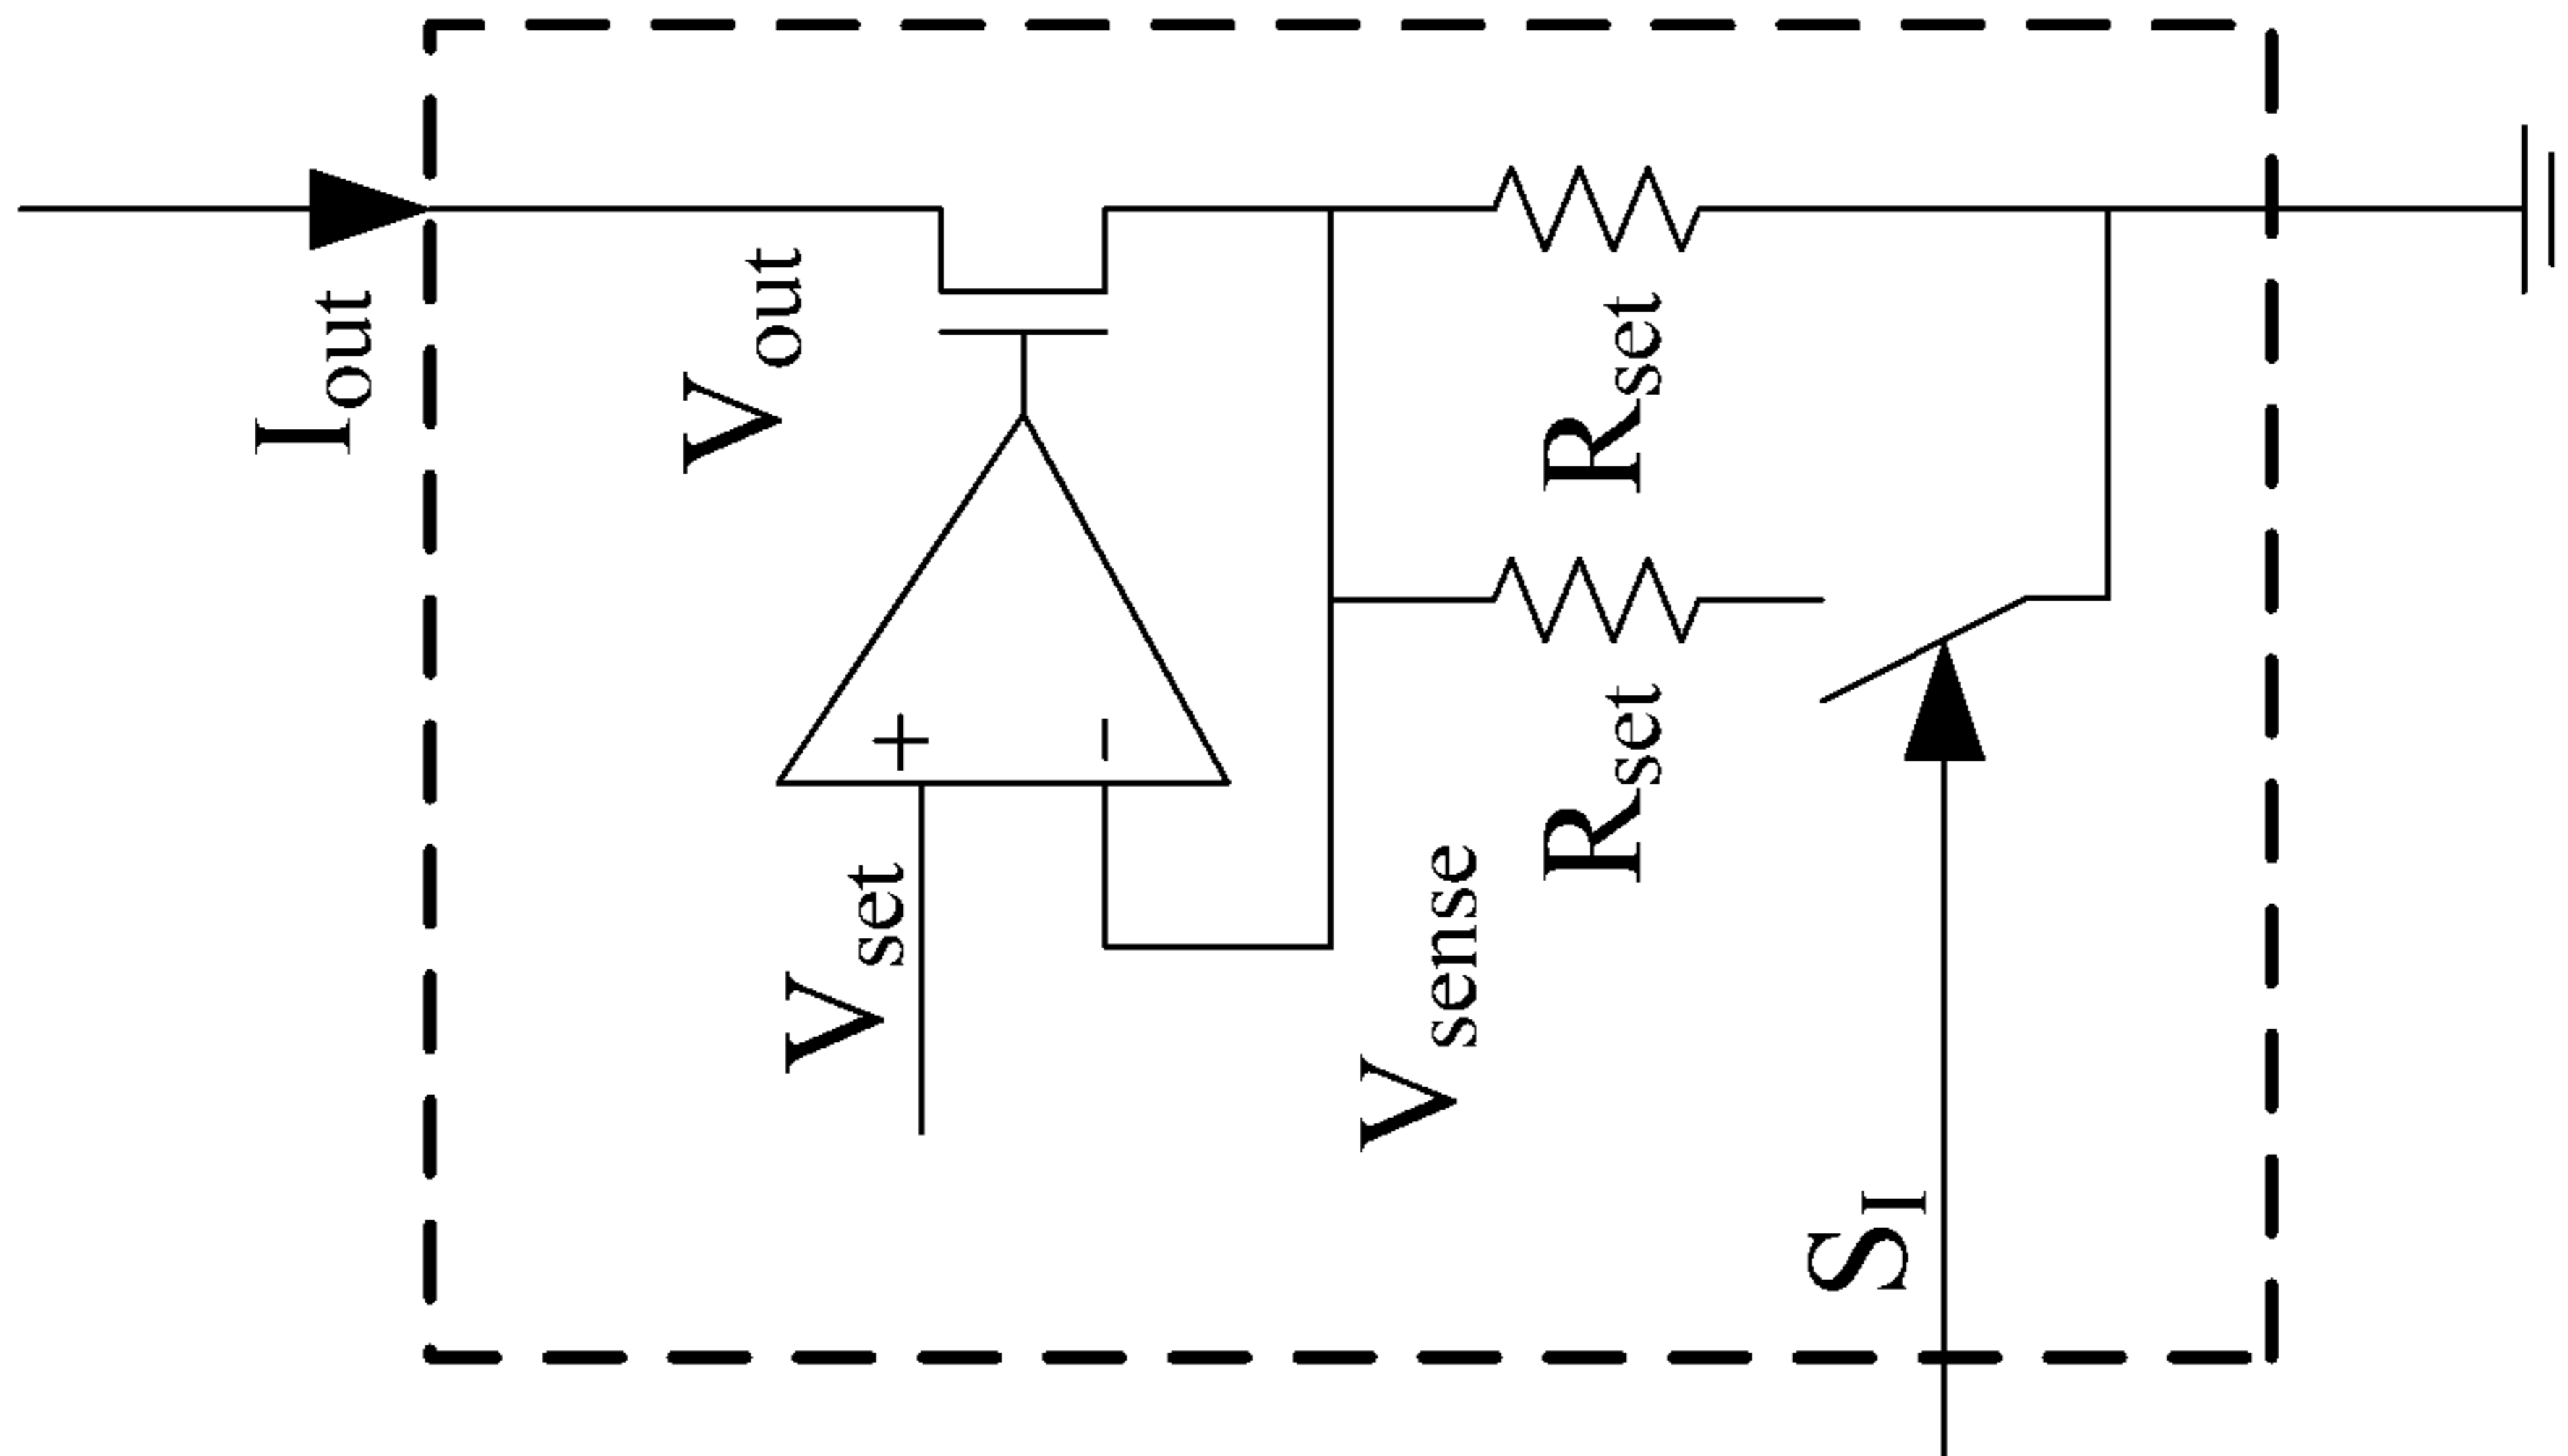 I_out
V_out
R_set
R_set
+
-
V_set
V_sense
S_I